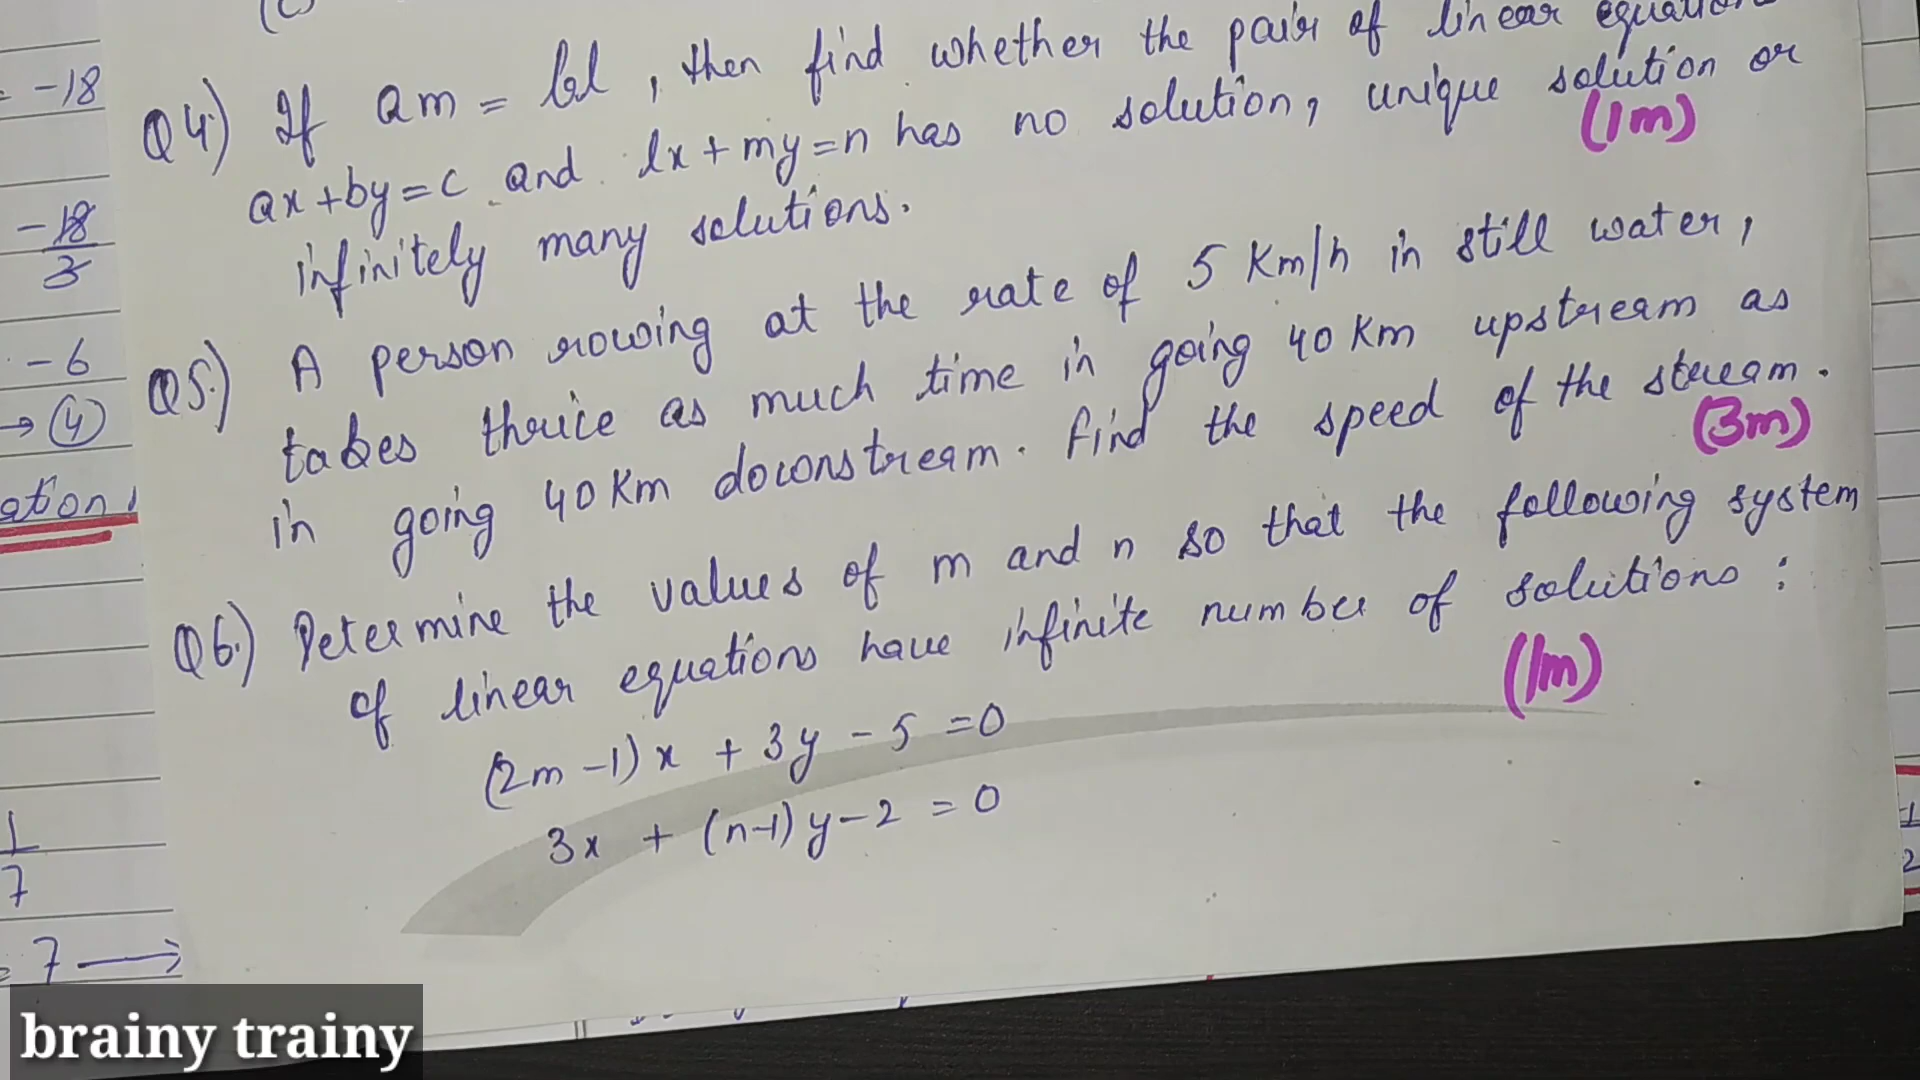 (c)
= -18
Q4.) If am = bl, then find whether the pair of linear equation
ax + by = c and lx + my = n has no solution, unique solution or
infinitely many solutions.
(1m)
-18
3
-6
→ (4)
ation
Q5.) A person rowing at the rate of 5 Km/h in still water,
takes thrice as much time in going 40 Km upstream as
in going 40 Km downstream. Find the speed of the stream.
(3m)
Q6.) Determine the values of m and n so that the following system
of linear equations have infinite number of solutions :
(1m)
(2m - 1) x + 3y - 5 = 0
3x + (n-1) y - 2 = 0
1
7
= 7 →
1
2
brainy trainy